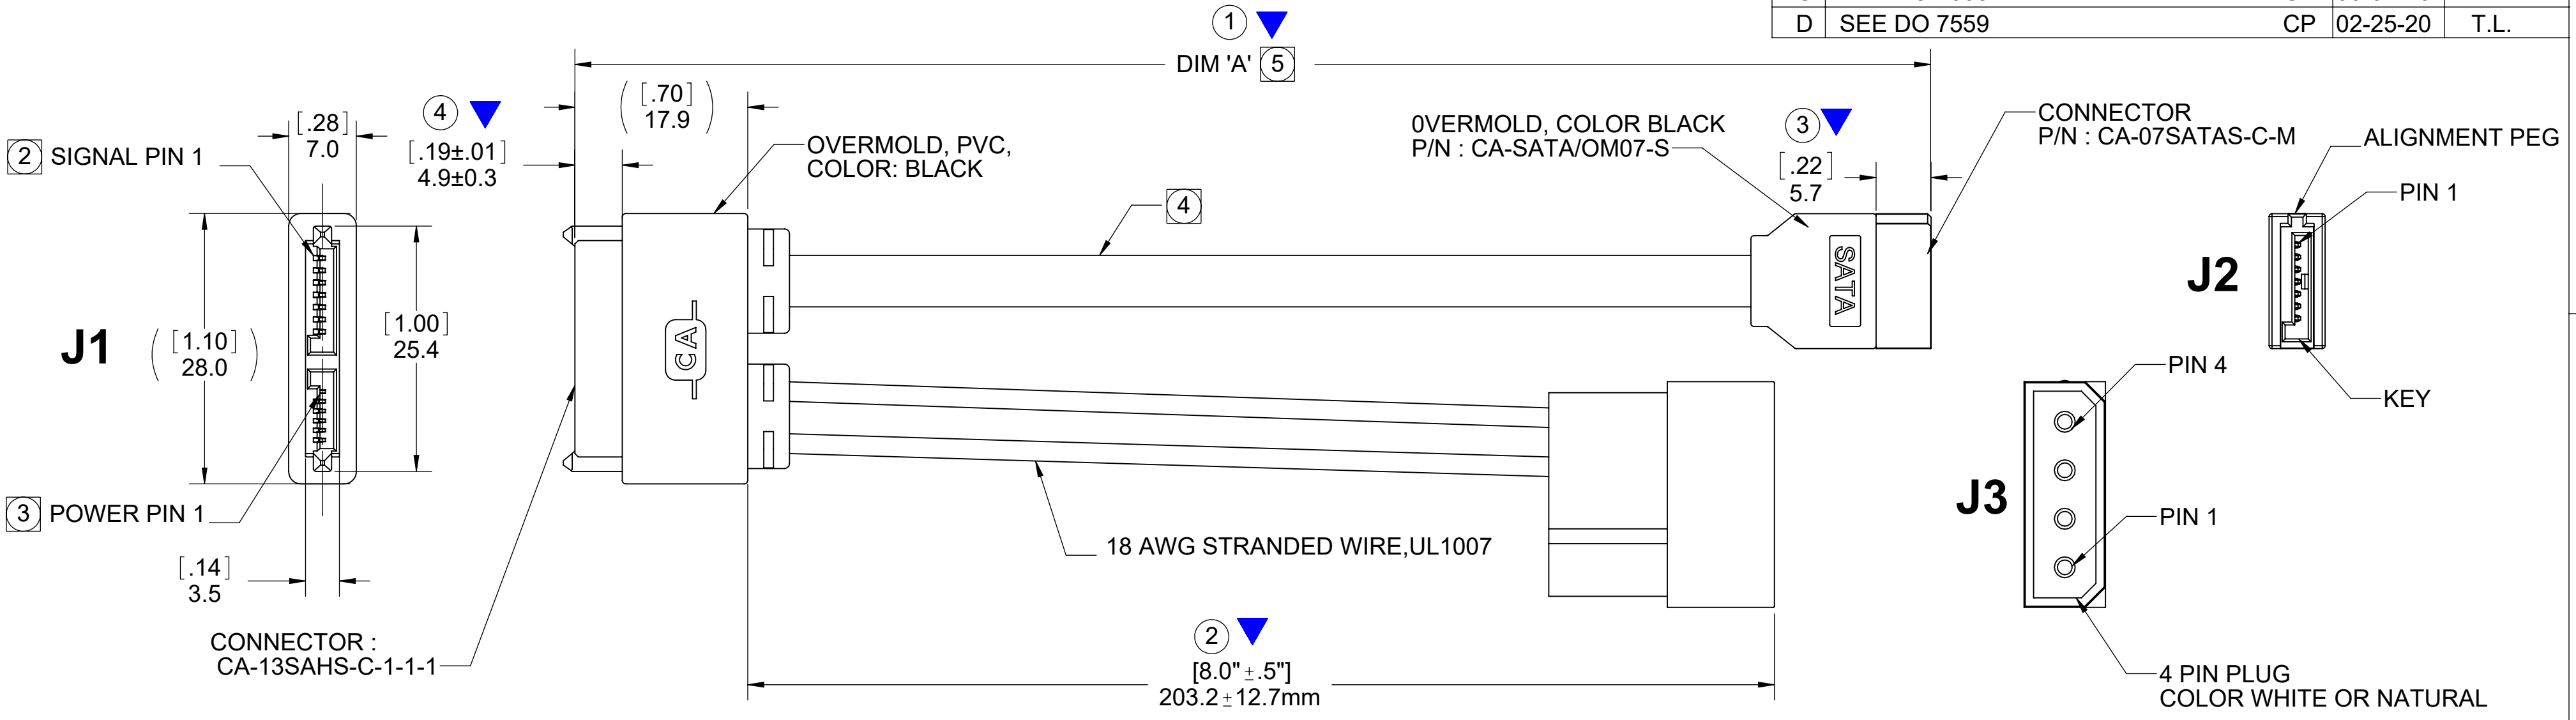 D SEE DO 7559 CP 02-25-20 T.L.
1
DIM 'A' 5
4
[.70]
17.9
[.28]
7.0
2 SIGNAL PIN 1
[.19±.01]
4.9±0.3
OVERMOLD, PVC,
COLOR: BLACK
0VERMOLD, COLOR BLACK
P/N : CA-SATA/OM07-S
3
[.22]
5.7
CONNECTOR
P/N : CA-07SATAS-C-M
ALIGNMENT PEG
PIN 1
4
SATA
J2
J1
[1.10]
28.0
[1.00]
25.4
CA
PIN 4
KEY
J3
3 POWER PIN 1
PIN 1
18 AWG STRANDED WIRE,UL1007
[.14]
3.5
CONNECTOR :
CA-13SAHS-C-1-1-1
2
[8.0"±.5"]
203.2±12.7mm
4 PIN PLUG
COLOR WHITE OR NATURAL